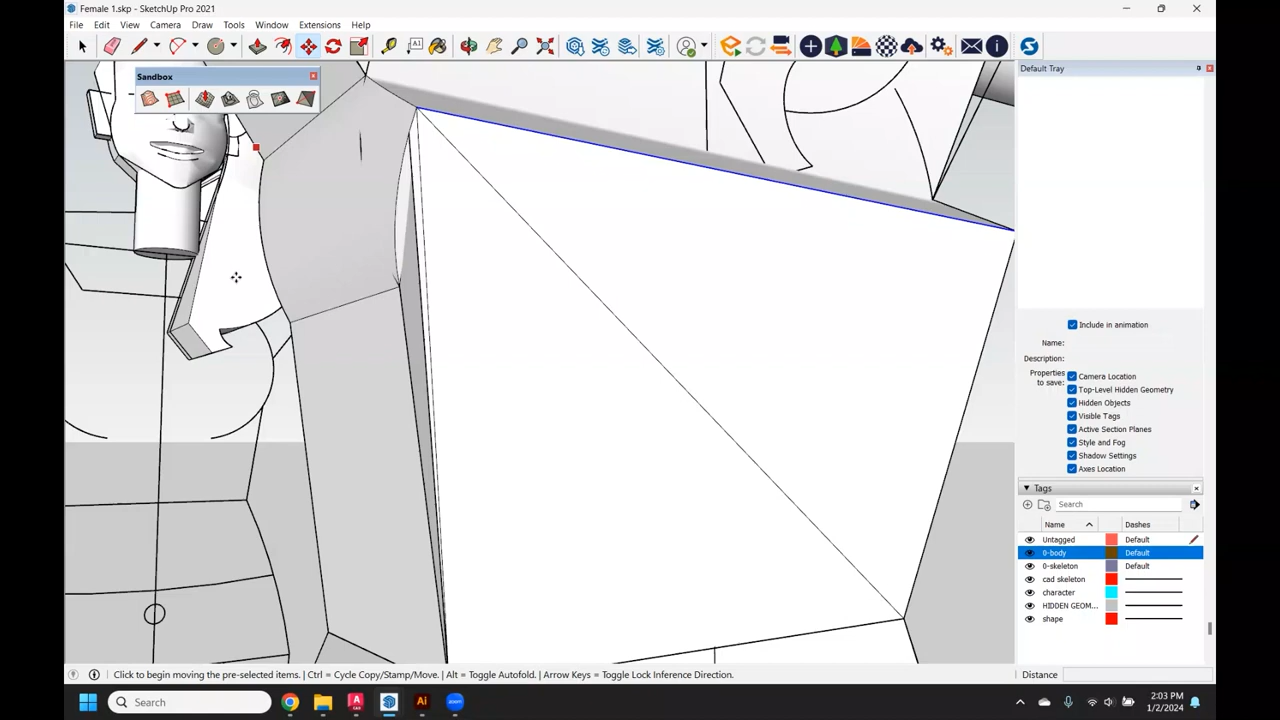 Female 1.skp - SketchUp Pro 2021
File Edit View Camera Draw Tools Window Extensions Help
Sandbox
Default Tray
Include in animation
Name:
Description:
Properties to save:
Camera Location
Top-Level Hidden Geometry
Hidden Objects
Visible Tags
Active Section Planes
Style and Fog
Shadow Settings
Axes Location
Tags
Search
Name Dashes
Untagged Default
0-body Default
0-skeleton Default
cad skeleton
character
HIDDEN GEOM...
shape
Click to begin moving the pre-selected items. | Ctrl = Cycle Copy/Stamp/Move. | Alt = Toggle Autofold. | Arrow Keys = Toggle Lock Inference Direction.
Distance
Search
2:03 PM
1/2/2024